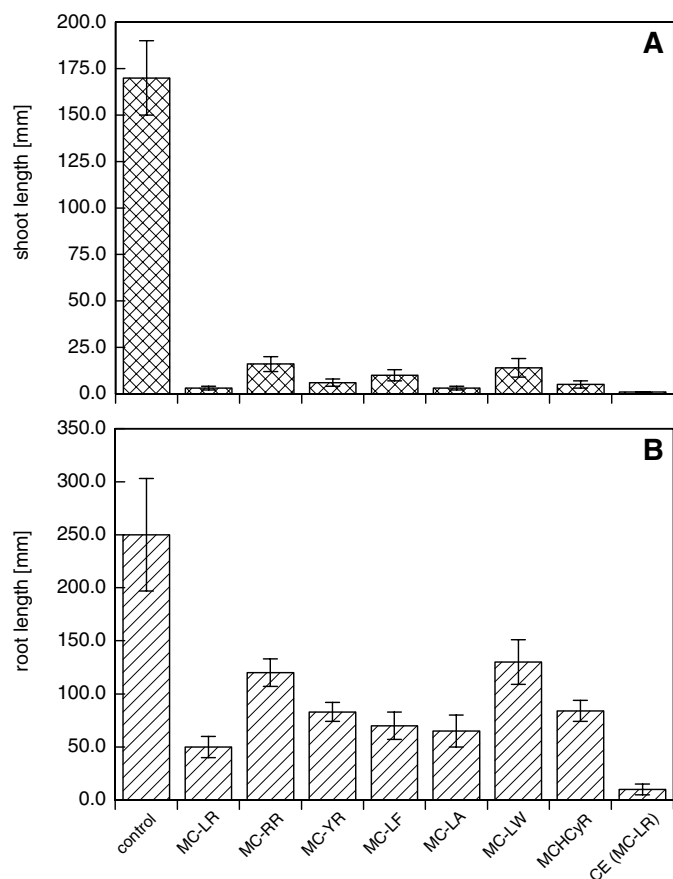 A
200.0
175.0
150.0
125.0
100.0
75.0
50.0
25.0
0.0
shoot length [mm]
B
350.0
300.0
250.0
200.0
150.0
100.0
50.0
0.0
root length [mm]
control
MC-LR
MC-RR
MC-YR
MC-LF
MC-LA
MC-LW
MCHCyR
CE (MC-LR)